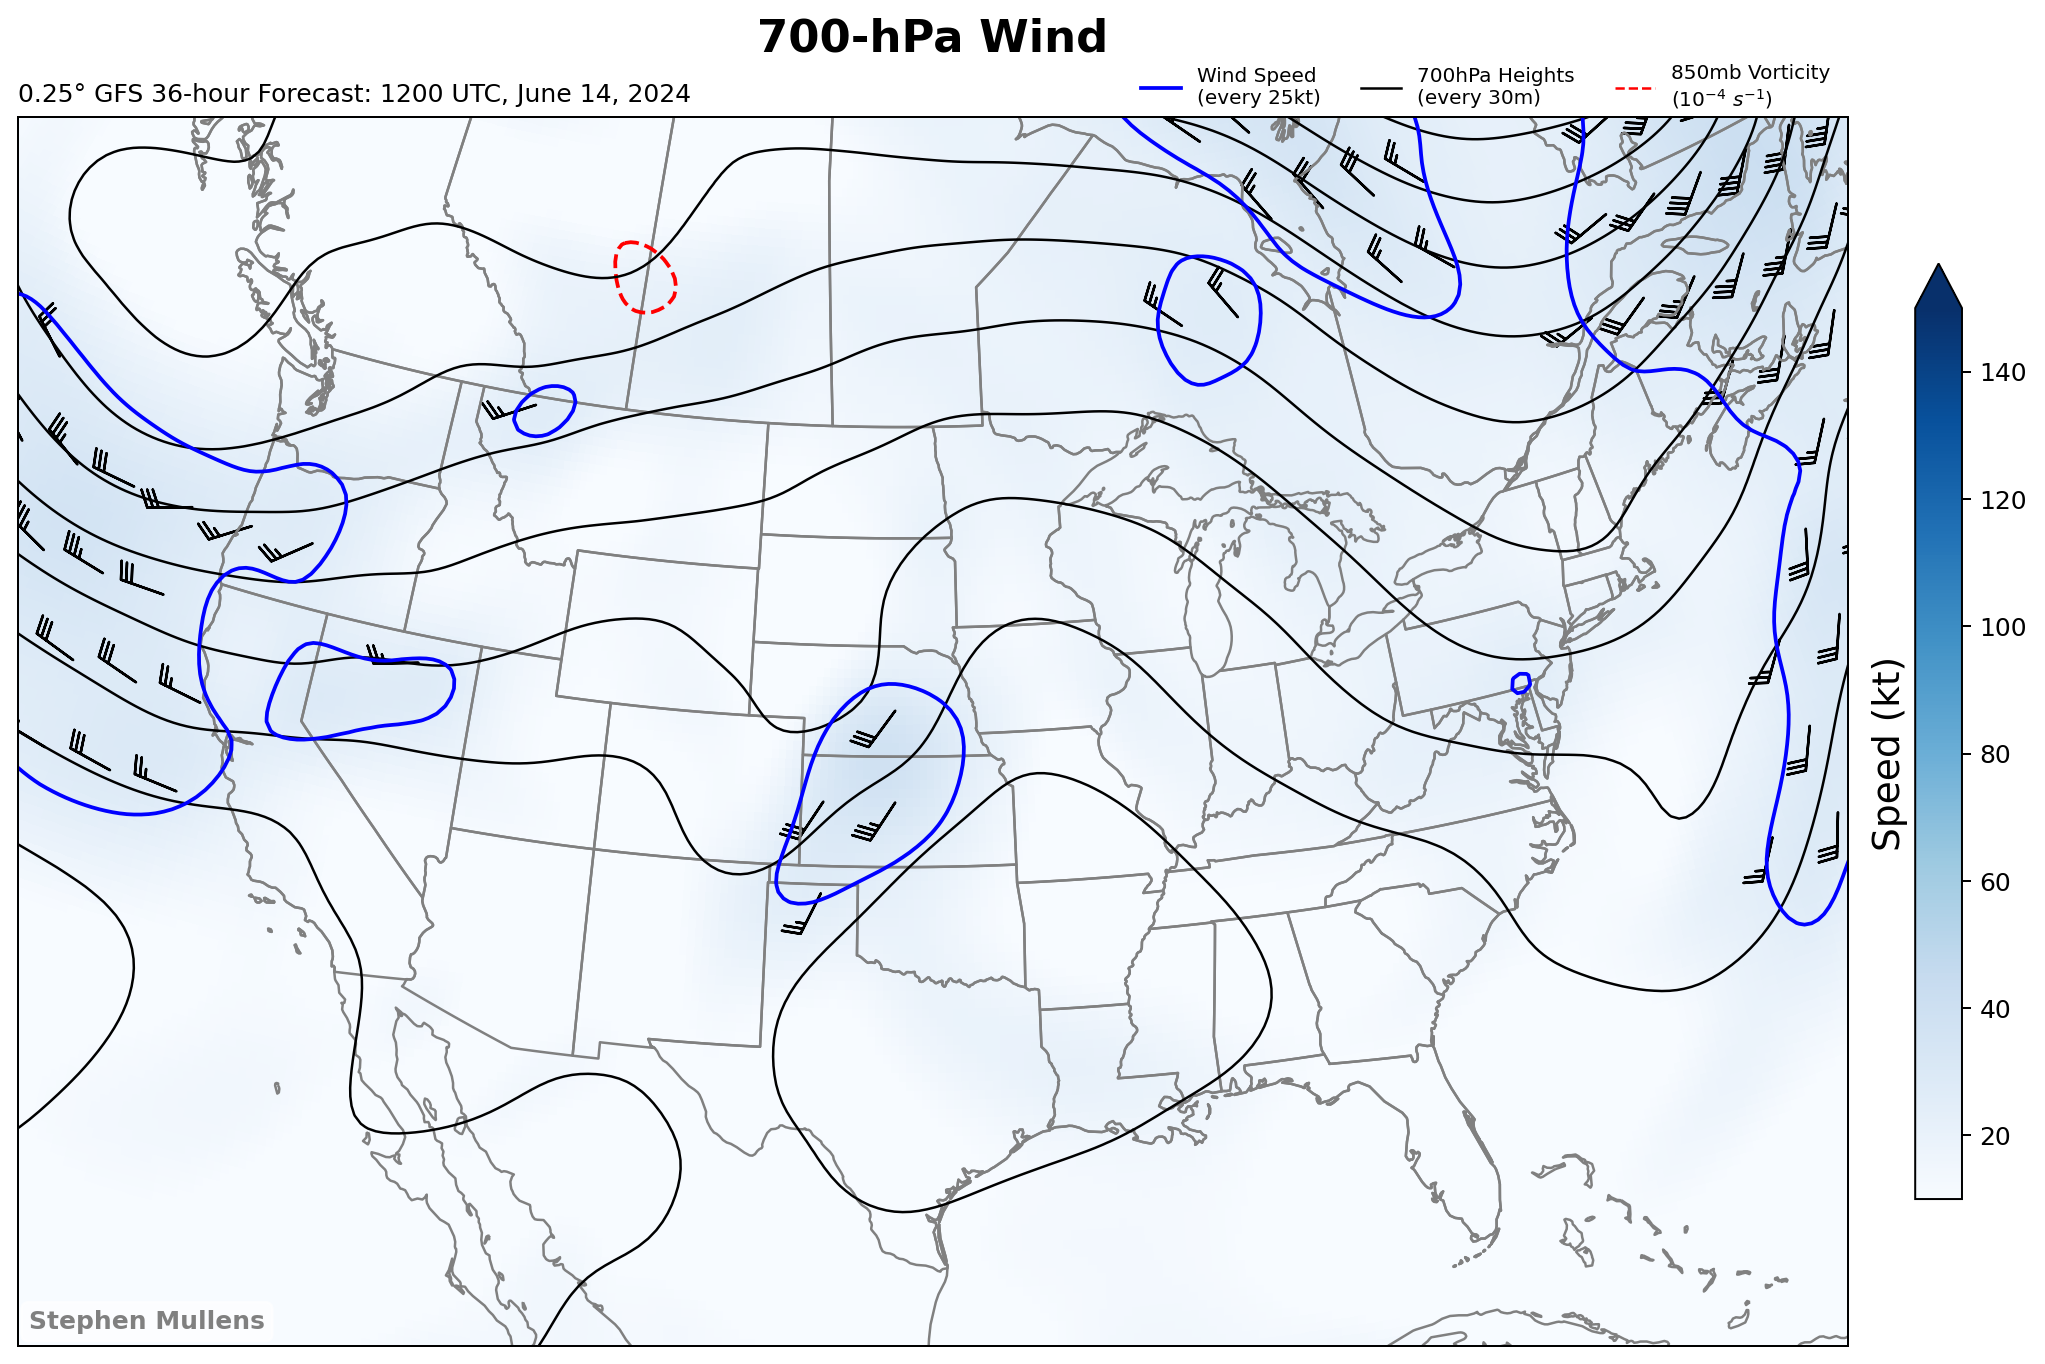 700-hPa Wind
0.25° GFS 36-hour Forecast: 1200 UTC, June 14, 2024
Wind Speed
(every 25kt)
700hPa Heights
(every 30m)
850mb Vorticity
(10⁻⁴ s⁻¹)
140
120
100
80
60
40
20
Speed (kt)
Stephen Mullens